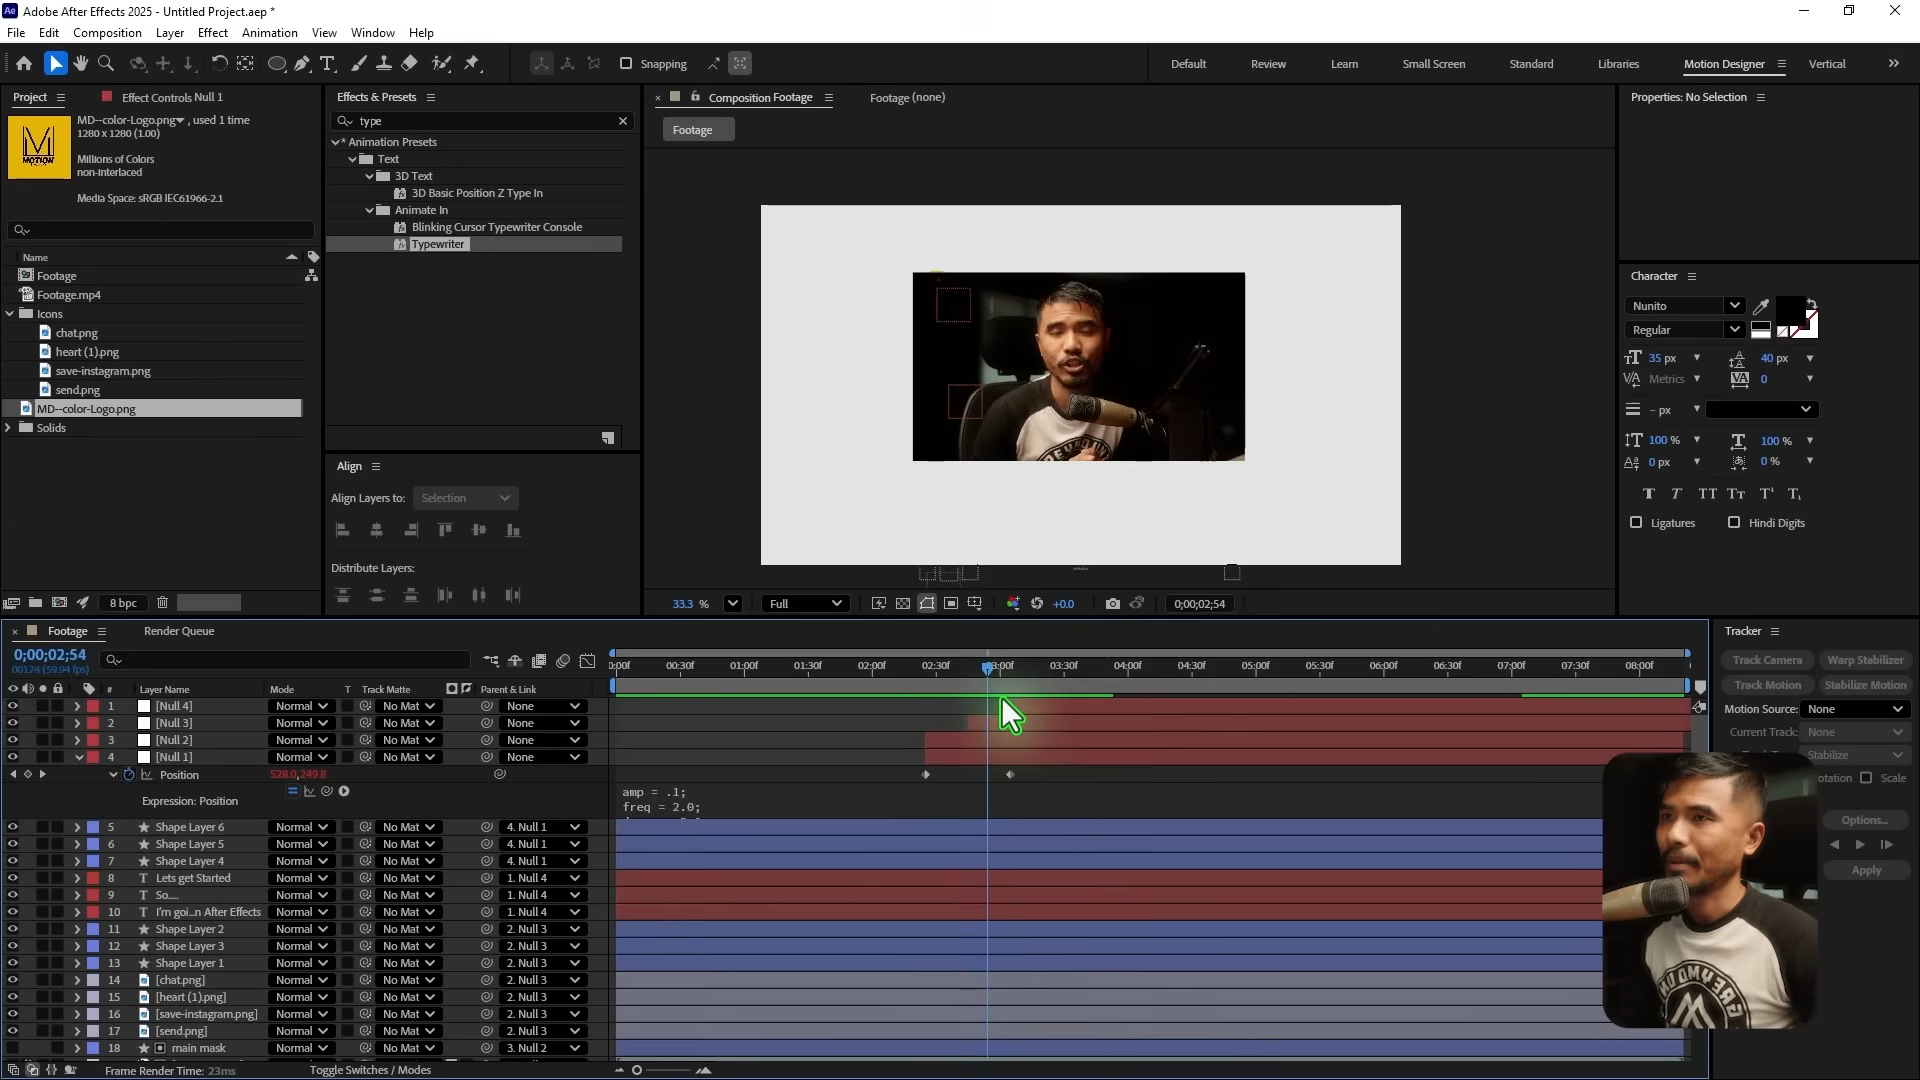 Adobe After Effects 2025 - Untitled Project.aep *
File Edit Composition Layer Effect Animation View Window Help
Snapping
Default Review Learn Small Screen Standard Libraries Motion Designer Vertical
Project Effect Controls Null 1
MD--color-Logo.png , used 1 time
1280 x 1280 (1.00)
Millions of Colors
non-interlaced
Media Space: sRGB IEC61966-2.1
MOTION
Name
Footage
Footage.mp4
Icons
chat.png
heart (1).png
save-instagram.png
send.png
MD--color-Logo.png
Solids
8 bpc
Effects & Presets
type
* Animation Presets
Text
3D Text
3D Basic Position Z Type In
Animate In
Blinking Cursor Typewriter Console
Typewriter
Align
Align Layers to: Selection
Distribute Layers:
Composition Footage Footage (none)
Footage
33.3 % Full +0.0 0;00;02;54
Properties: No Selection
Character
Nunito
Regular
35 px 40 px
Metrics 0
- px
100 % 100 %
0 px 0 %
Ligatures Hindi Digits
Footage Render Queue
0;00;02;54
00174 (59.94 fps)
0:00f 00:30f 01:00f 01:30f 02:00f 02:30f 03:00f 03:30f 04:00f 04:30f 05:00f 05:30f 06:00f 06:30f 07:00f 07:30f 08:00f
# Layer Name Mode T Track Matte Parent & Link
1 [Null 4] Normal No Mat None
2 [Null 3] Normal No Mat None
3 [Null 2] Normal No Mat None
4 [Null 1] Normal No Mat None
Position 528.0,249.8
Expression: Position
amp = .1;
freq = 2.0;
5 Shape Layer 6 Normal No Mat 4. Null 1
6 Shape Layer 5 Normal No Mat 4. Null 1
7 Shape Layer 4 Normal No Mat 4. Null 1
8 T Lets get Started Normal No Mat 1. Null 4
9 T So..... Normal No Mat 1. Null 4
10 T I'm goi...n After Effects Normal No Mat 1. Null 4
11 Shape Layer 2 Normal No Mat 2. Null 3
12 Shape Layer 3 Normal No Mat 2. Null 3
13 Shape Layer 1 Normal No Mat 2. Null 3
14 [chat.png] Normal No Mat 2. Null 3
15 [heart (1).png] Normal No Mat 2. Null 3
16 [save-instagram.png] Normal No Mat 2. Null 3
17 [send.png] Normal No Mat 2. Null 3
18 main mask Normal No Mat 3. Null 2
Frame Render Time: 23ms Toggle Switches / Modes
Tracker
Track Camera Warp Stabilizer
Track Motion Stabilize Motion
Motion Source: None
Current Track: None
Stabilize
Scale
Options...
Apply